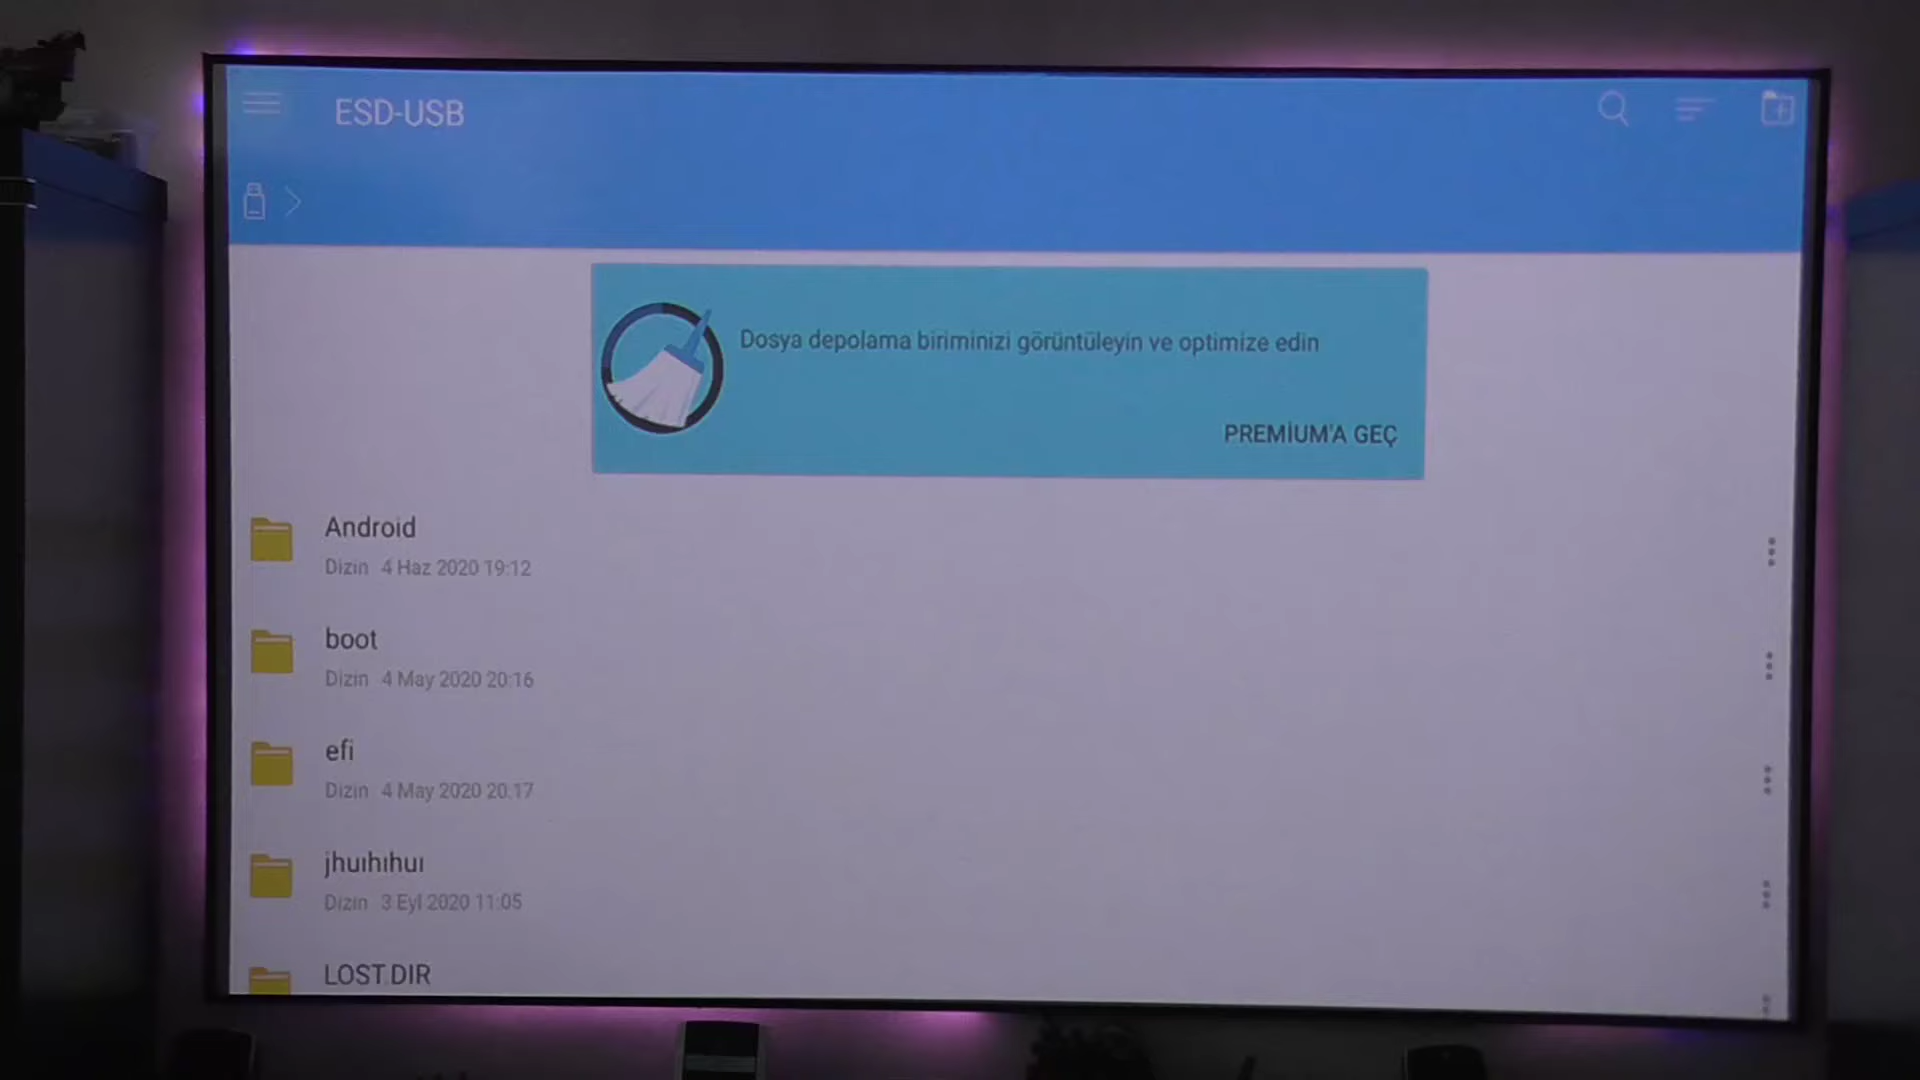 ESD-USB
Dosya depolama biriminizi görüntüleyin ve optimize edin
PREMİUM'A GEÇ
Android
Dizin 4 Haz 2020 19:12
boot
Dizin 4 May 2020 20:16
efi
Dizin 4 May 2020 20:17
jhuıhıhuı
Dizin 3 Eyl 2020 11:05
LOST.DIR